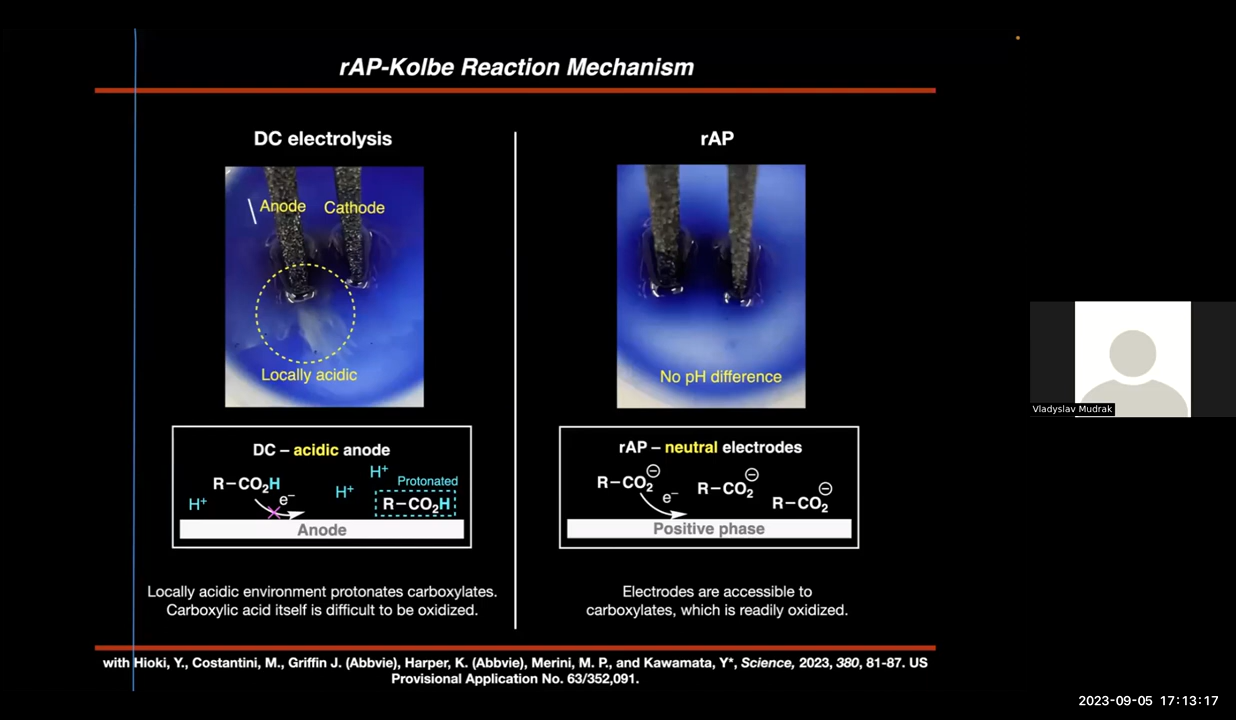 rAP-Kolbe Reaction Mechanism
DC electrolysis
Anode Cathode
Locally acidic
DC – acidic anode
H⁺
R–CO₂H
e⁻
H⁺
H⁺
Protonated
R–CO₂H
Anode
Locally acidic environment protonates carboxylates.
Carboxylic acid itself is difficult to be oxidized.
rAP
No pH difference
rAP – neutral electrodes
R–CO₂⊖
e⁻
R–CO₂⊖
R–CO₂⊖
Positive phase
Electrodes are accessible to
carboxylates, which is readily oxidized.
with Hioki, Y., Costantini, M., Griffin J. (Abbvie), Harper, K. (Abbvie), Merini, M. P., and Kawamata, Y*, Science, 2023, 380, 81-87. US
Provisional Application No. 63/352,091.
Vladyslav Mudrak
2023-09-05 17:13:17